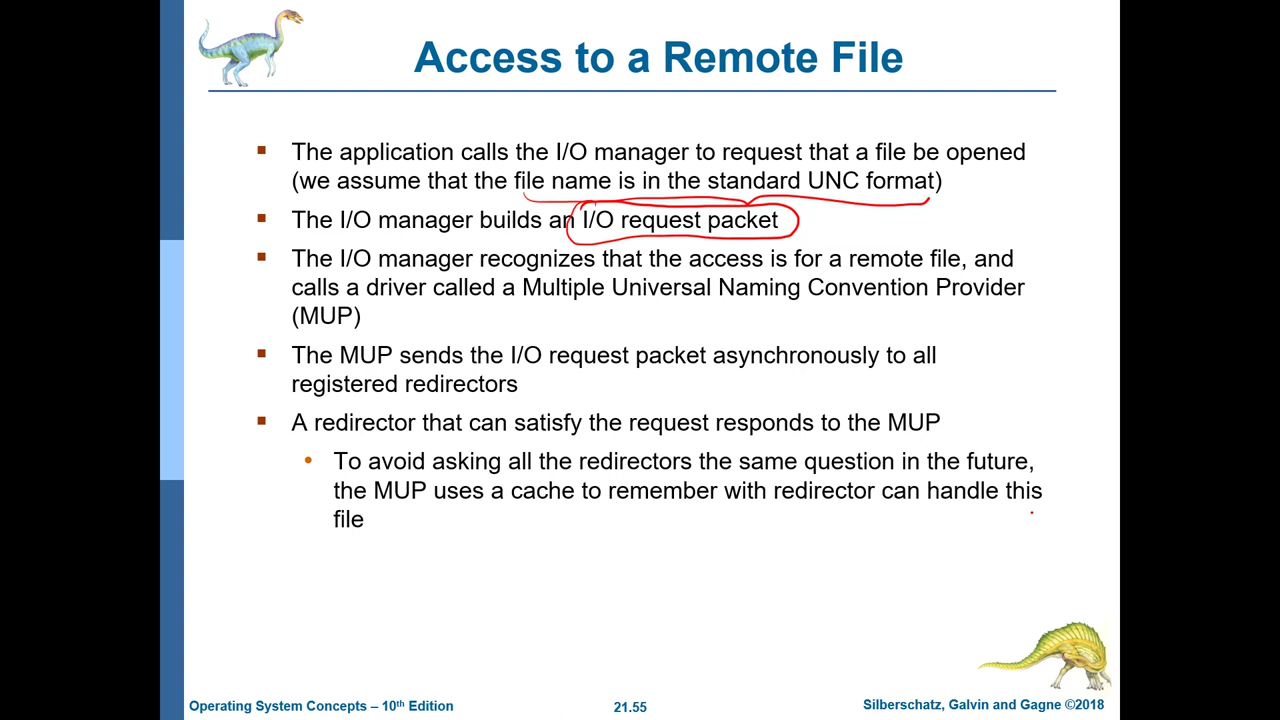 Access to a Remote File
▪ The application calls the I/O manager to request that a file be opened
(we assume that the file name is in the standard UNC format)
▪ The I/O manager builds an I/O request packet
▪ The I/O manager recognizes that the access is for a remote file, and
calls a driver called a Multiple Universal Naming Convention Provider
(MUP)
▪ The MUP sends the I/O request packet asynchronously to all
registered redirectors
▪ A redirector that can satisfy the request responds to the MUP
• To avoid asking all the redirectors the same question in the future,
the MUP uses a cache to remember with redirector can handle this
file
Operating System Concepts – 10th Edition
21.55
Silberschatz, Galvin and Gagne ©2018